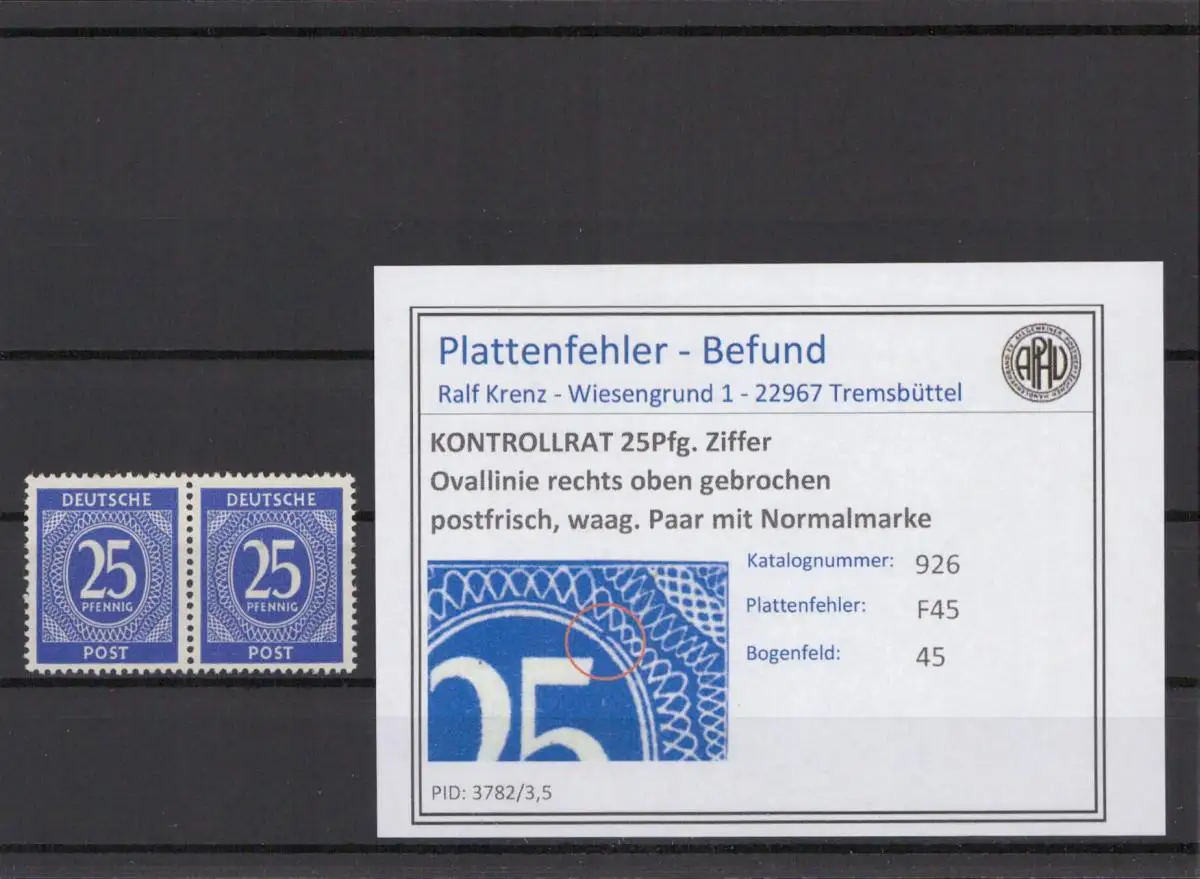 DEUTSCHE
25
PFENNIG
POST
DEUTSCHE
25
PFENNIG
POST
Plattenfehler - Befund
Ralf Krenz - Wiesengrund 1 - 22967 Tremsbüttel
APHV
KONTROLLRAT 25Pfg. Ziffer
Ovallinie rechts oben gebrochen
postfrisch, waag. Paar mit Normalmarke
25
Katalognummer: 926
Plattenfehler: F45
Bogenfeld: 45
PID: 3782/3,5